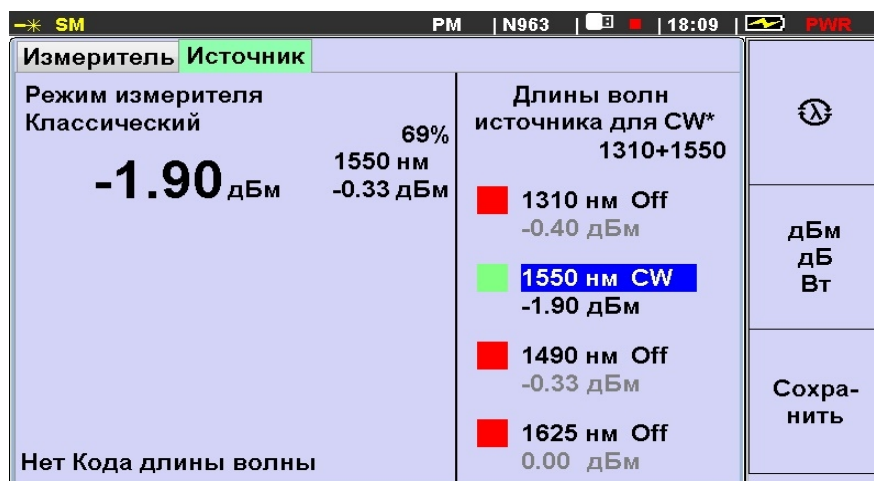 SM PM | N963 | | 18:09 | PWR
Измеритель Источник
Режим измерителя
Классический
69%
1550 нм
-1.90 дБм -0.33 дБм
Нет Кода длины волны
Длины волн
источника для CW*
1310+1550
1310 нм Off
-0.40 дБм
1550 нм CW
-1.90 дБм
1490 нм Off
-0.33 дБм
1625 нм Off
0.00 дБм
λ
дБм
дБ
Вт
Сохра-
нить